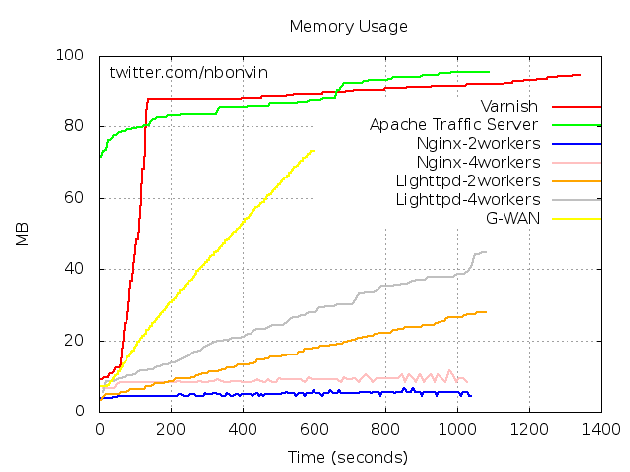 Memory Usage
100
twitter.com/nbonvin
Varnish
Apache Traffic Server
80
Nginx-2workers
Nginx-4workers
Lighttpd-2workers
Lighttpd-4workers
60
G-WAN
MB
40
20
0
0 200 400 600 800 1000 1200 1400
Time (seconds)